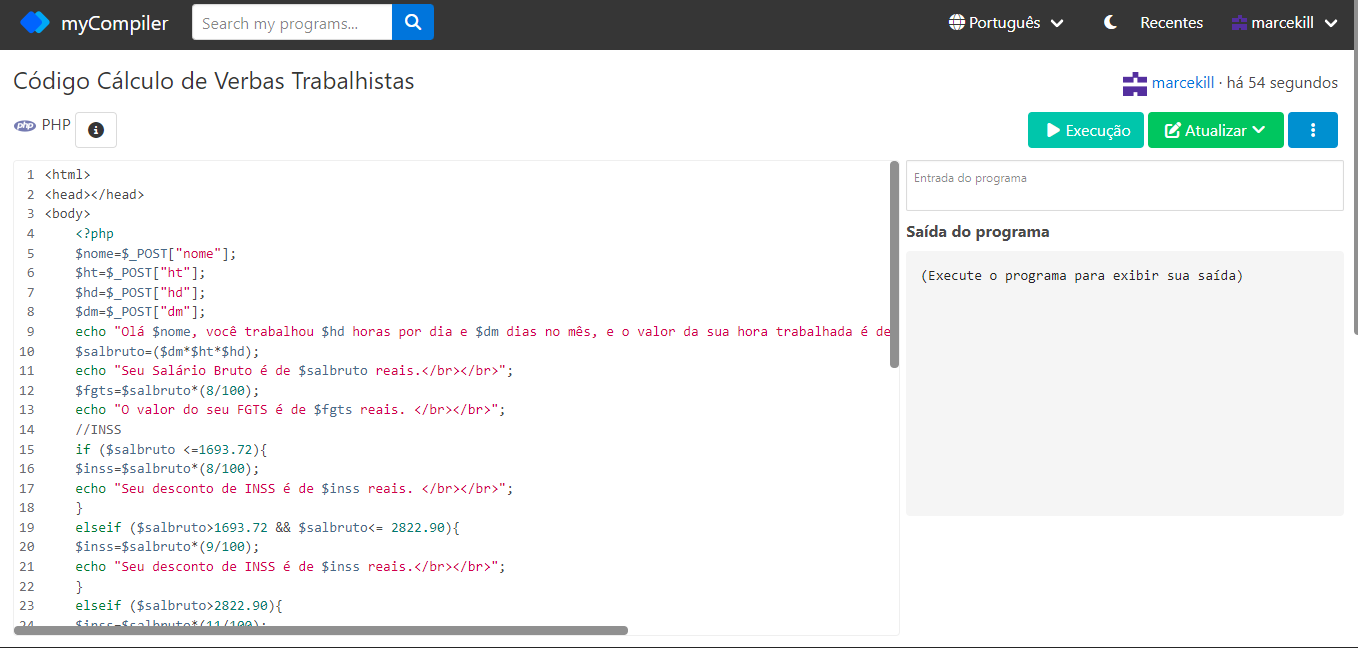 myCompiler
Search my programs...
Português
Recentes
marcekill
Código Cálculo de Verbas Trabalhistas
marcekill · há 54 segundos
php PHP
Execução
Atualizar
1 <html>
2 <head></head>
3 <body>
4 <?php
5 $nome=$_POST["nome"];
6 $ht=$_POST["ht"];
7 $hd=$_POST["hd"];
8 $dm=$_POST["dm"];
9 echo "Olá $nome, você trabalhou $hd horas por dia e $dm dias no mês, e o valor da sua hora trabalhada é de
10 $salbruto=($dm*$ht*$hd);
11 echo "Seu Salário Bruto é de $salbruto reais.</br></br>";
12 $fgts=$salbruto*(8/100);
13 echo "O valor do seu FGTS é de $fgts reais. </br></br>";
14 //INSS
15 if ($salbruto <=1693.72){
16 $inss=$salbruto*(8/100);
17 echo "Seu desconto de INSS é de $inss reais. </br></br>";
18 }
19 elseif ($salbruto>1693.72 && $salbruto<= 2822.90){
20 $inss=$salbruto*(9/100);
21 echo "Seu desconto de INSS é de $inss reais.</br></br>";
22 }
23 elseif ($salbruto>2822.90){
24 $inss=$salbruto*(11/100);
Entrada do programa
Saída do programa
(Execute o programa para exibir sua saída)